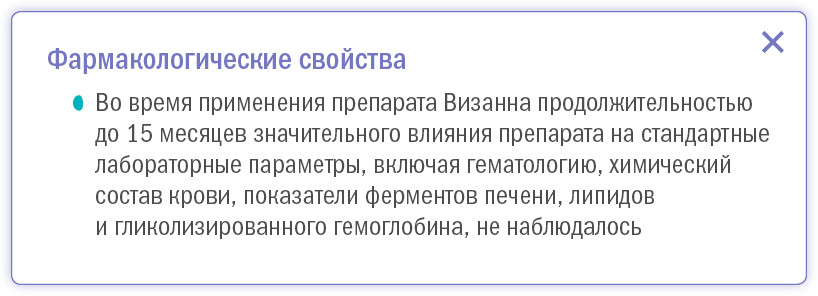 Фармакологические свойства
Во время применения препарата Визанна продолжительностью
до 15 месяцев значительного влияния препарата на стандартные
лабораторные параметры, включая гематологию, химический
состав крови, показатели ферментов печени, липидов
и гликолизированного гемоглобина, не наблюдалось